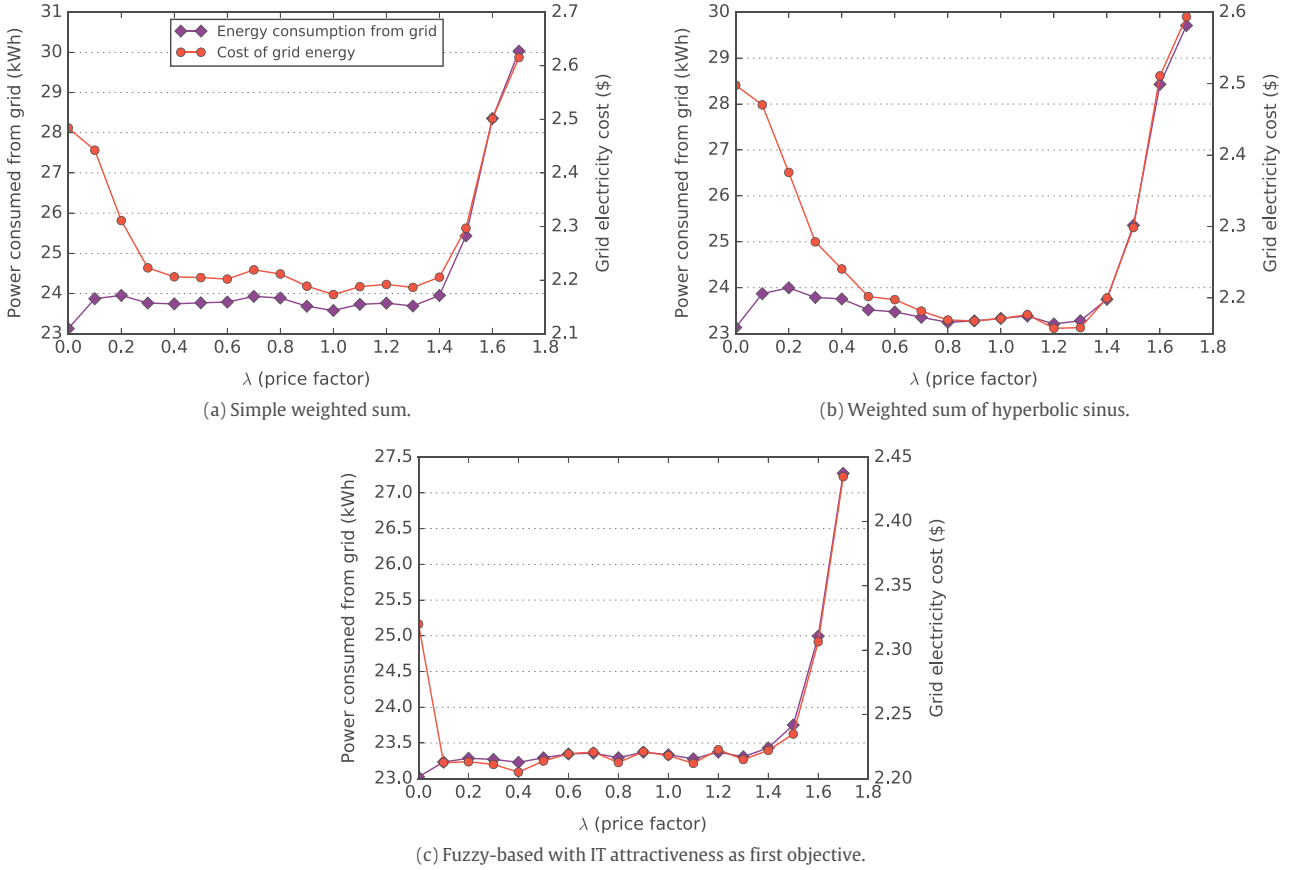 31
30
29
28
27
26
25
24
23
Power consumed from grid (kWh)
Energy consumption from grid
Cost of grid energy
2.7
2.6
2.5
2.4
2.3
2.2
2.1
Grid electricity cost ($)
0.0 0.2 0.4 0.6 0.8 1.0 1.2 1.4 1.6 1.8
λ (price factor)
(a) Simple weighted sum.
30
29
28
27
26
25
24
23
Power consumed from grid (kWh)
2.6
2.5
2.4
2.3
2.2
Grid electricity cost ($)
0.0 0.2 0.4 0.6 0.8 1.0 1.2 1.4 1.6 1.8
λ (price factor)
(b) Weighted sum of hyperbolic sinus.
27.5
27.0
26.5
26.0
25.5
25.0
24.5
24.0
23.5
23.0
Power consumed from grid (kWh)
2.45
2.40
2.35
2.30
2.25
2.20
Grid electricity cost ($)
0.0 0.2 0.4 0.6 0.8 1.0 1.2 1.4 1.6 1.8
λ (price factor)
(c) Fuzzy-based with IT attractiveness as first objective.